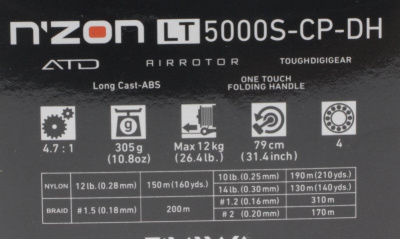 N'ZON LT 5000S-CP-DH
ATD AIRROTOR TOUGHDIGIGEAR
Long Cast-ABS ONE TOUCH FOLDING HANDLE
g
4.7 : 1 305g (10.8oz) Max 12kg (26.4lb.) 79cm (31.4inch) 4
NYLON 12lb. (0.28mm) 150m (160yds.) 10lb. (0.25mm) 190m (210yds.)
14lb. (0.30mm) 130m (140yds.)
BRAID #1.5 (0.18mm) 200m #1.2 (0.16mm) 310m
#2 (0.20mm) 170m